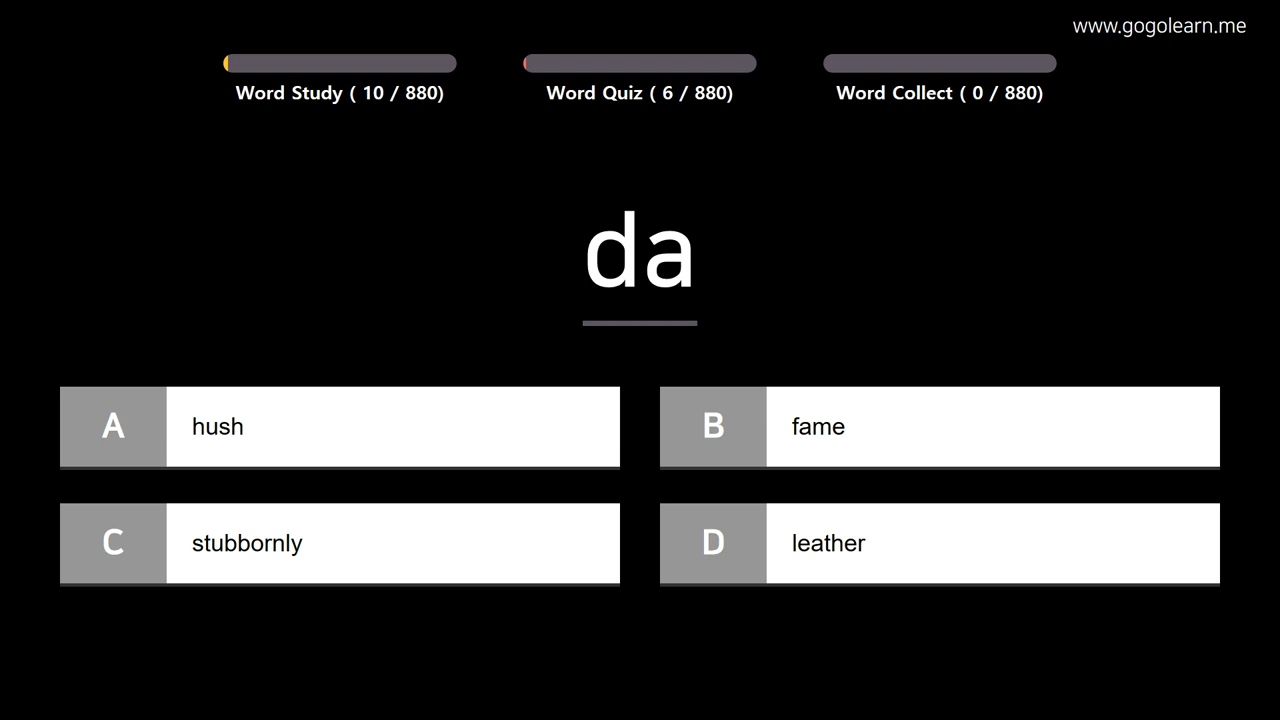 www.gogolearn.me
Word Study ( 10 / 880)
Word Quiz ( 6 / 880)
Word Collect ( 0 / 880)
da
A hush
B fame
C stubbornly
D leather